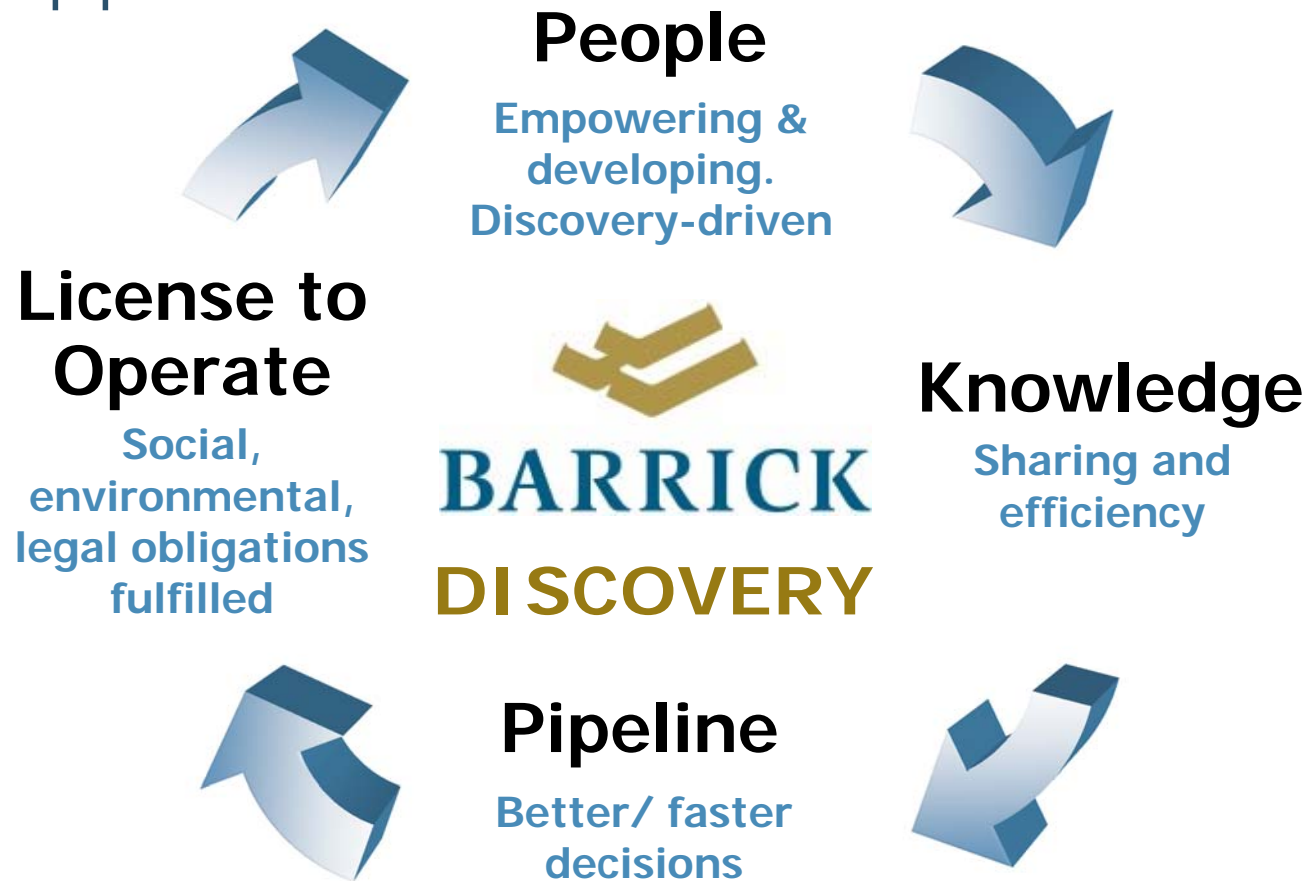 People
Empowering &
developing.
Discovery-driven
License to
Operate
Social,
environmental,
legal obligations
fulfilled
BARRICK
DISCOVERY
Knowledge
Sharing and
efficiency
Pipeline
Better/ faster
decisions